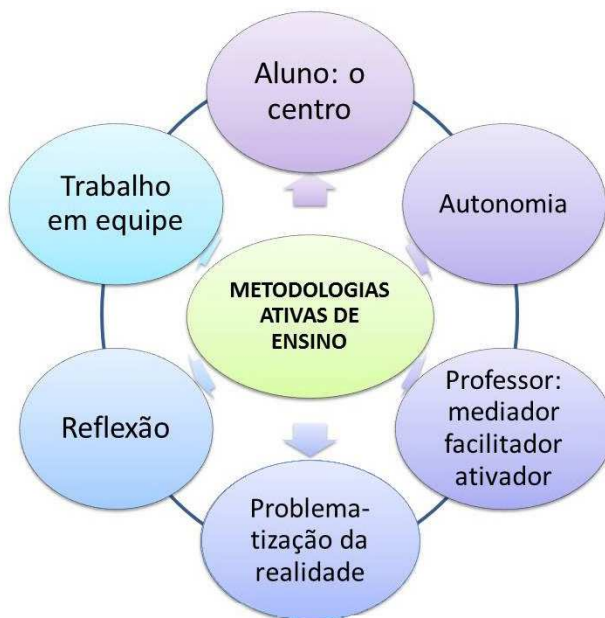 Aluno: o
centro
Autonomia
Professor:
mediador
facilitador
ativador
Problema-
tização da
realidade
Reflexão
Trabalho
em equipe
METODOLOGIAS
ATIVAS DE
ENSINO